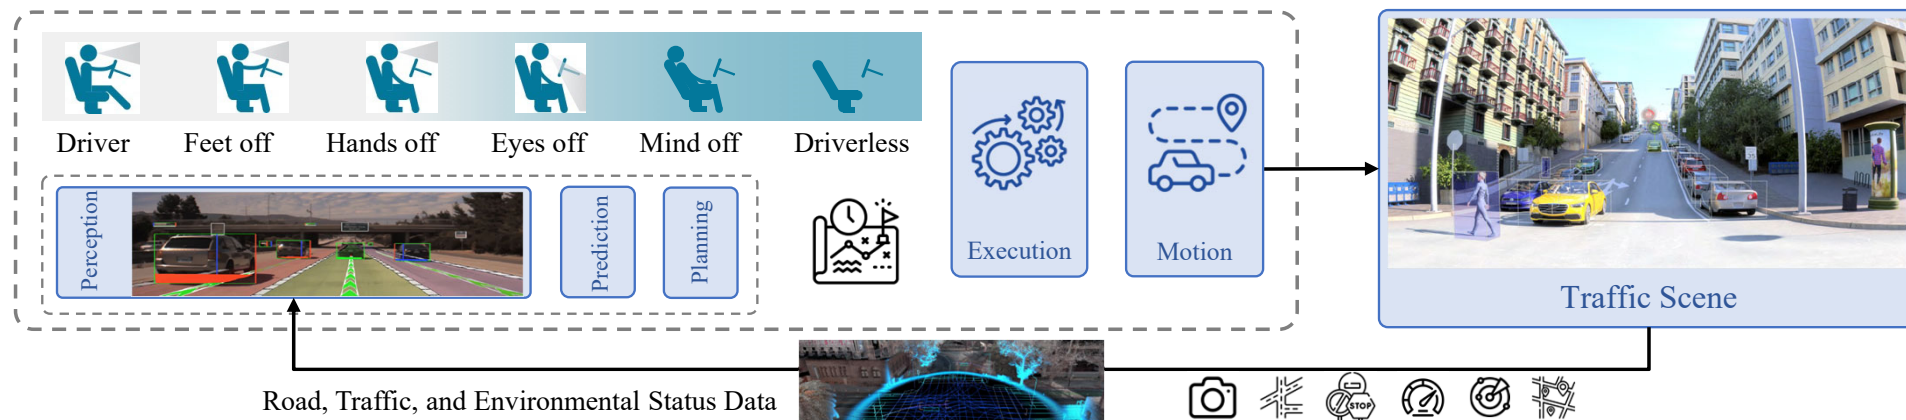 Driver
Feet off
Hands off
Eyes off
Mind off
Driverless
Perception
Prediction
Planning
Execution
Motion
Traffic Scene
Road, Traffic, and Environmental Status Data
STOP